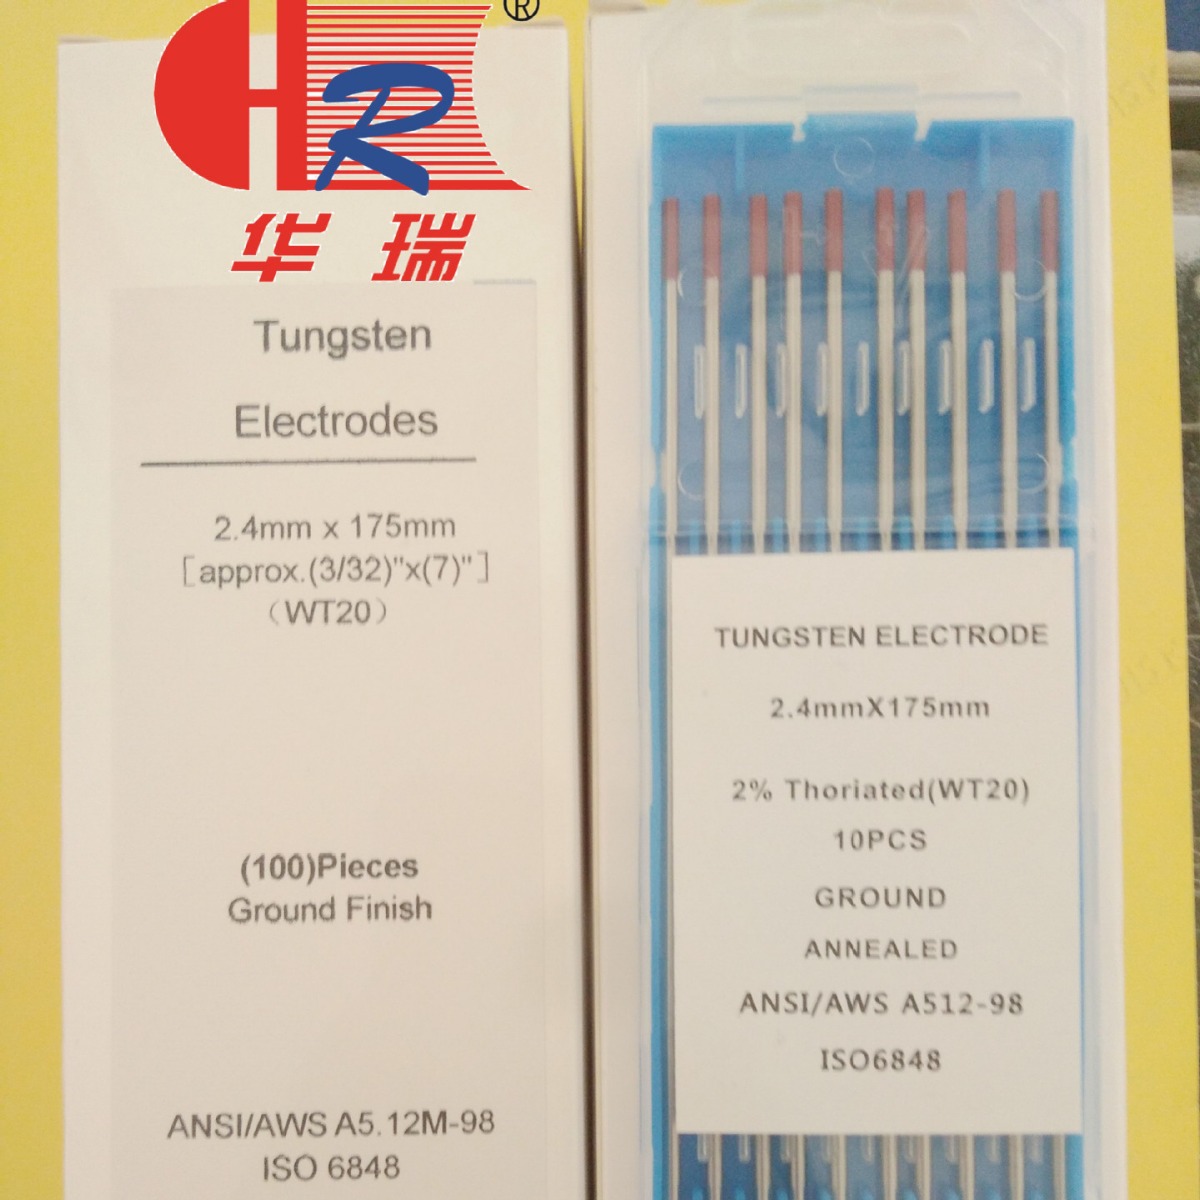 ®
HR
华瑞
Tungsten
Electrodes
2.4mm x 175mm
[approx.(3/32)"x(7)"]
（WT20）
(100)Pieces
Ground Finish
ANSI/AWS A5.12M-98
ISO 6848
TUNGSTEN ELECTRODE
2.4mmX175mm
2% Thoriated(WT20)
10PCS
GROUND
ANNEALED
ANSI/AWS A512-98
ISO6848